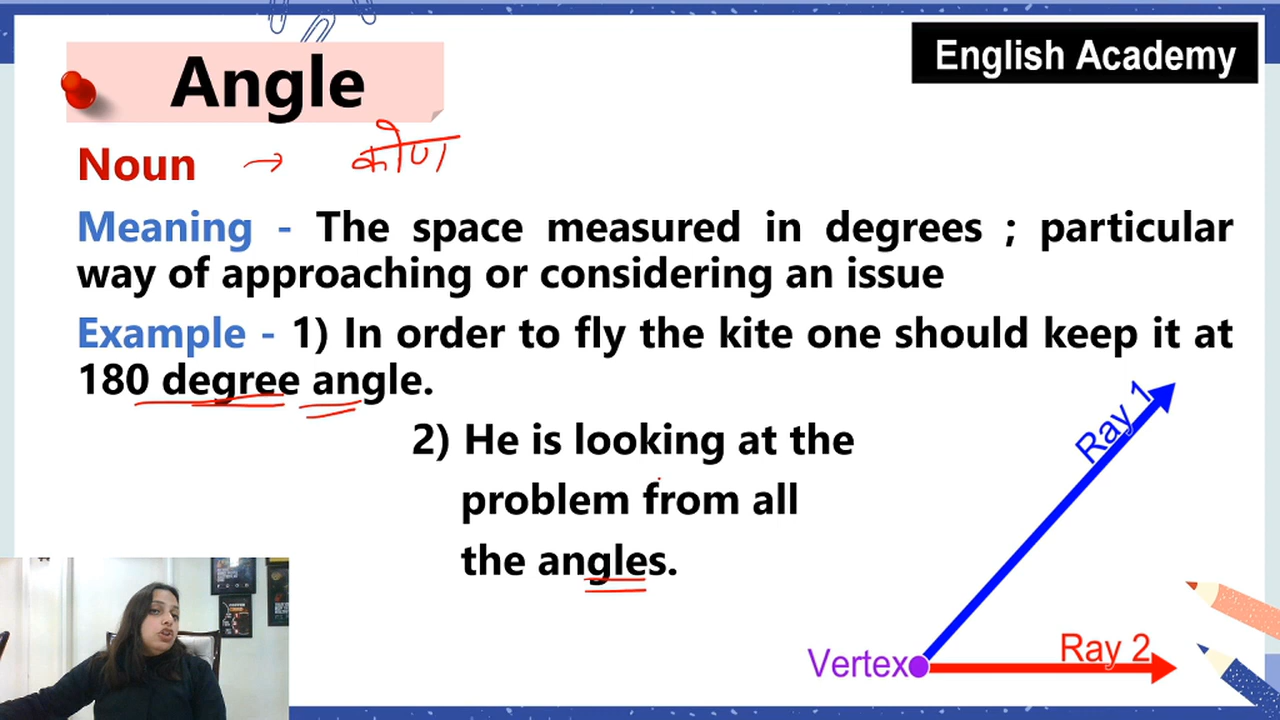 Angle
English Academy
Noun → कोण
Meaning - The space measured in degrees ; particular
way of approaching or considering an issue
Example - 1) In order to fly the kite one should keep it at
180 degree angle.
2) He is looking at the
problem from all
the angles.
Ray 1
Vertex
Ray 2